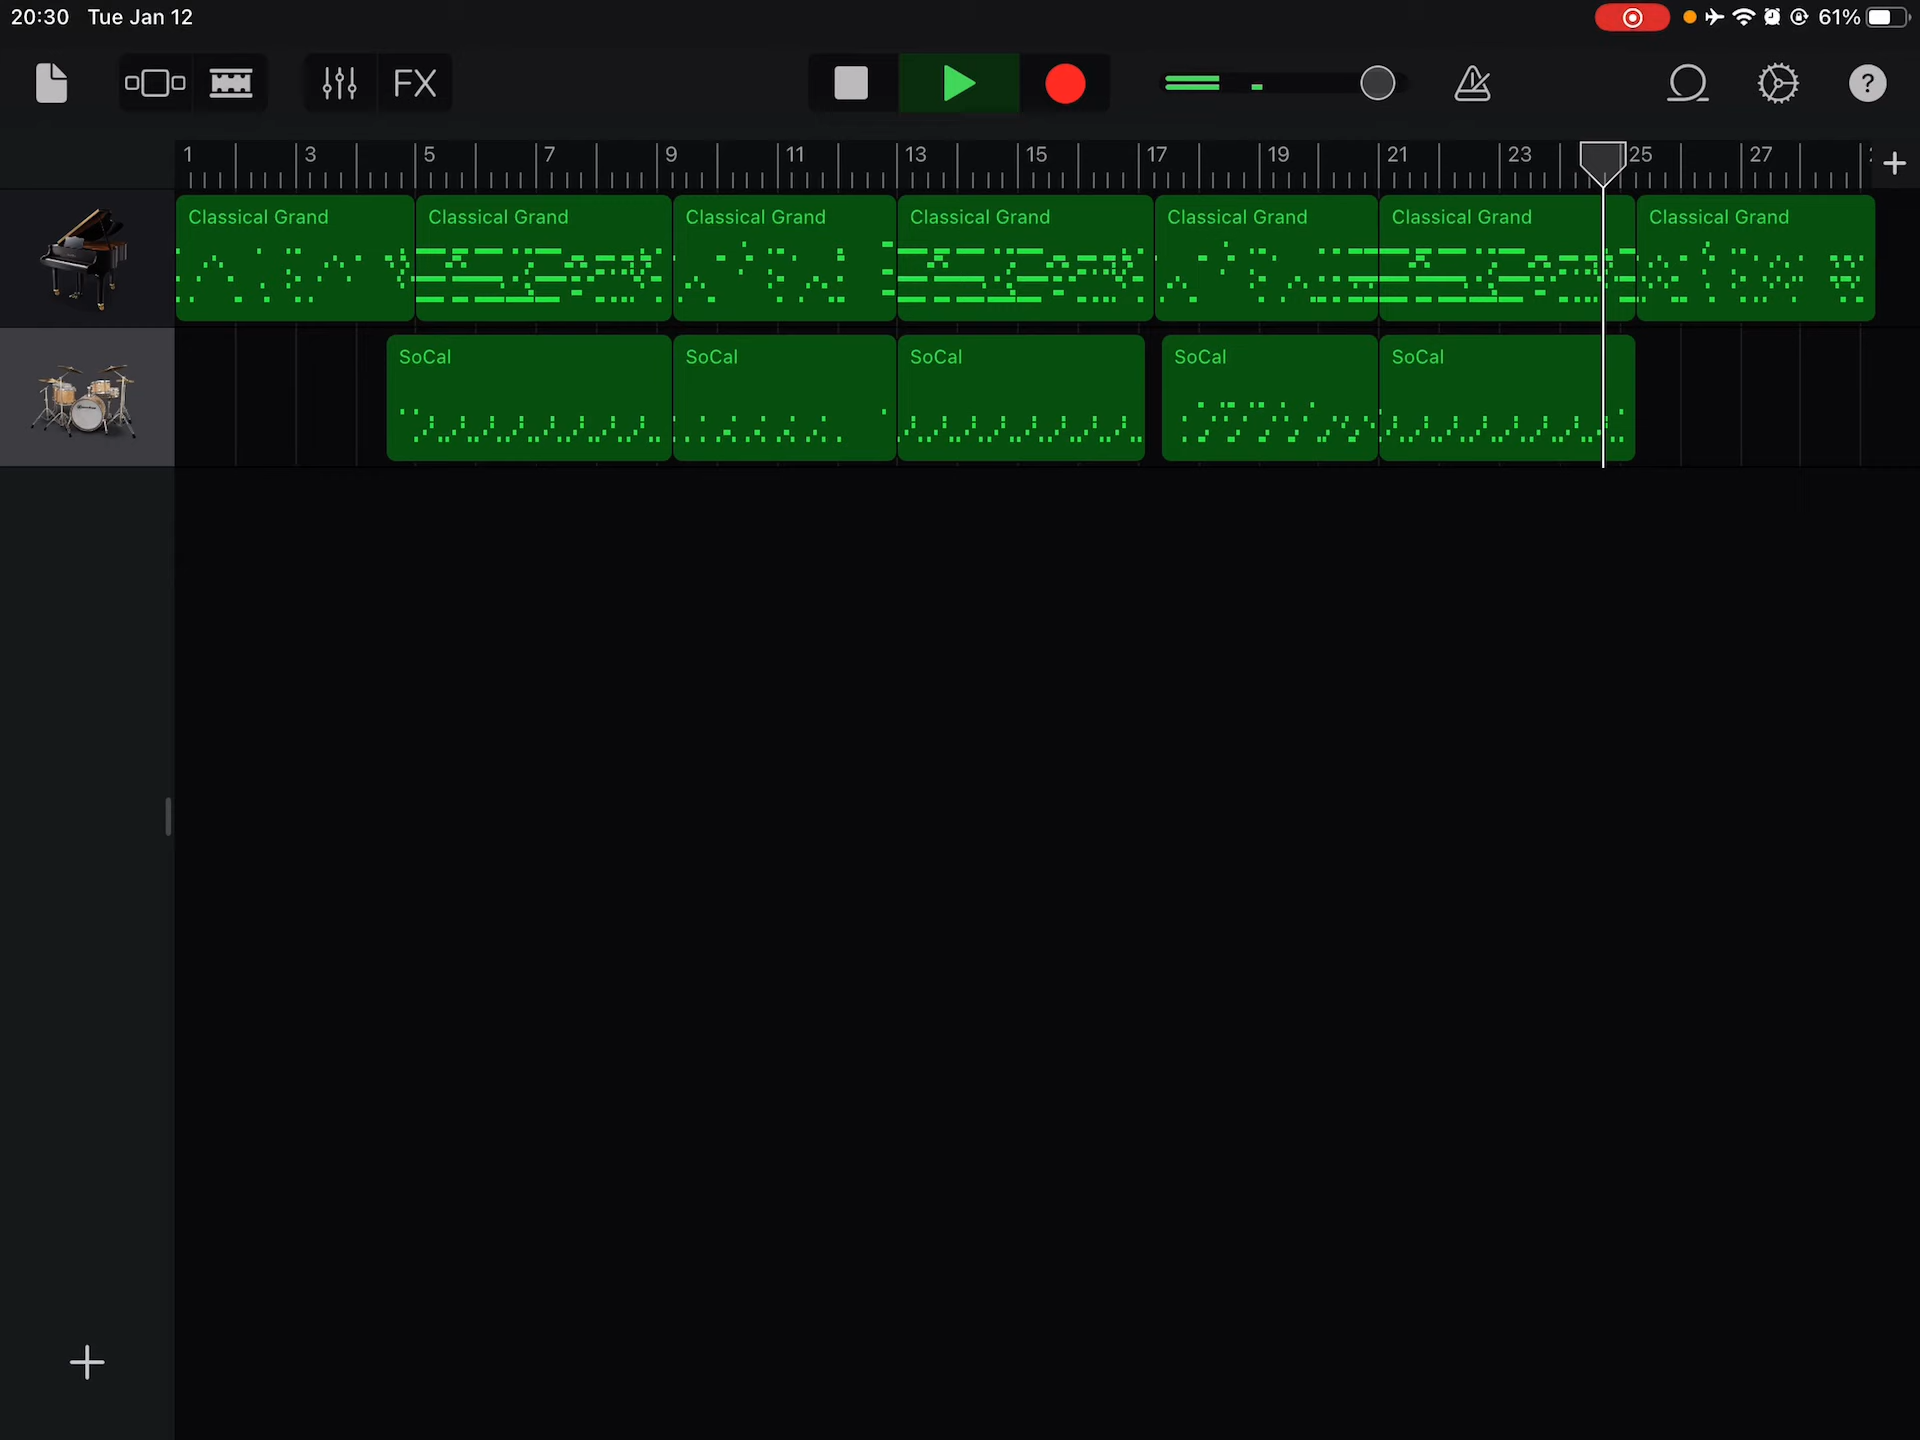 20:30 Tue Jan 12 61%
FX ?
1 3 5 7 9 11 13 15 17 19 21 23 25 27
Classical Grand Classical Grand Classical Grand Classical Grand Classical Grand Classical Grand Classical Grand
SoCal SoCal SoCal SoCal SoCal